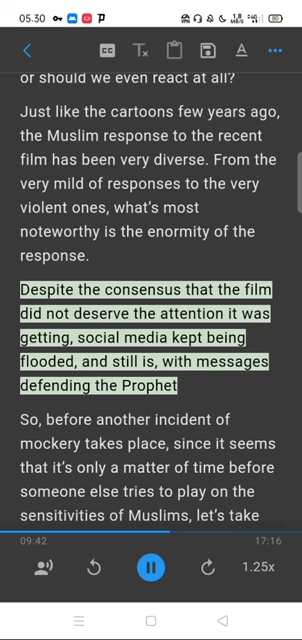 05.30
1,8
MB/S
80
CC
T
A
or should we even react at all?
Just like the cartoons few years ago,
the Muslim response to the recent
film has been very diverse. From the
very mild of responses to the very
violent ones, what's most
noteworthy is the enormity of the
response.
Despite the consensus that the film
did not deserve the attention it was
getting, social media kept being
flooded, and still is, with messages
defending the Prophet
So, before another incident of
mockery takes place, since it seems
that it's only a matter of time before
someone else tries to play on the
sensitivities of Muslims, let's take
09:42
17:16
1.25x